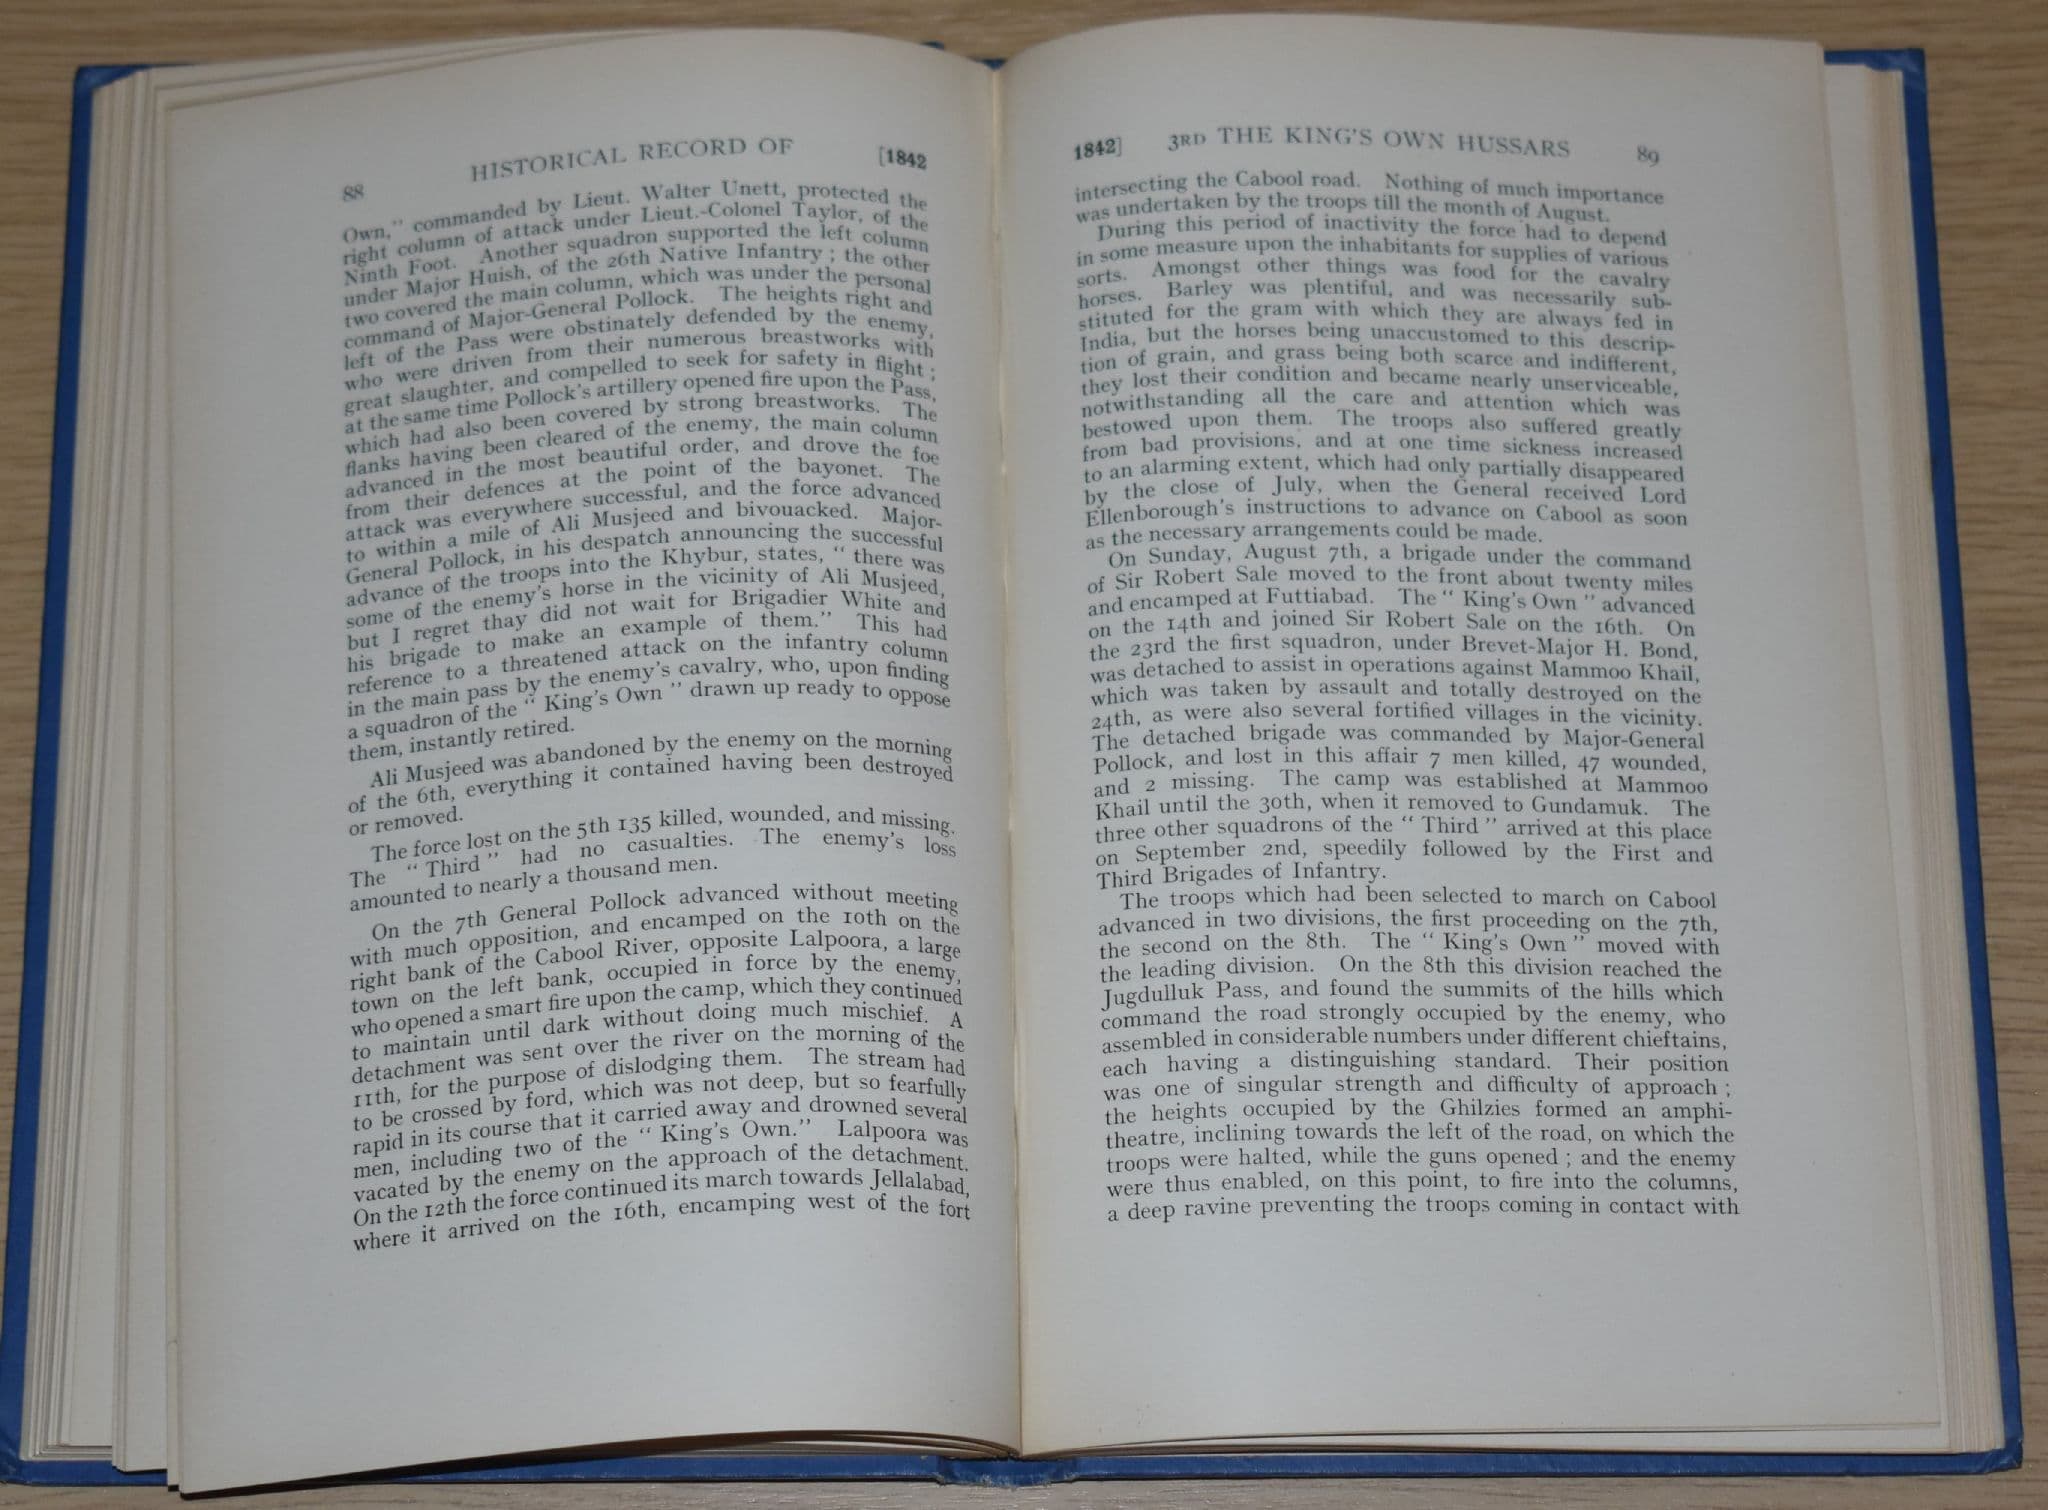 88
HISTORICAL RECORD OF
[1842
Own," commanded by Lieut. Walter Unett, protected the
right column of attack under Lieut.-Colonel Taylor, of the
Ninth Foot. Another squadron supported the left column
under Major Huish, of the 26th Native Infantry ; the other
two covered the main column, which was under the personal
command of Major-General Pollock. The heights right and
left of the Pass were obstinately defended by the enemy,
who were driven from their numerous breastworks with
great slaughter, and compelled to seek for safety in flight ;
at the same time Pollock's artillery opened fire upon the Pass,
which had also been covered by strong breastworks. The
flanks having been cleared of the enemy, the main column
advanced in the most beautiful order, and drove the foe
from their defences at the point of the bayonet. The
attack was everywhere successful, and the force advanced
to within a mile of Ali Musjeed and bivouacked. Major-
General Pollock, in his despatch announcing the successful
advance of the troops into the Khybur, states, " there was
some of the enemy's horse in the vicinity of Ali Musjeed,
but I regret thay did not wait for Brigadier White and
his brigade to make an example of them." This had
reference to a threatened attack on the infantry column
in the main pass by the enemy's cavalry, who, upon finding
a squadron of the " King's Own " drawn up ready to oppose
them, instantly retired.
Ali Musjeed was abandoned by the enemy on the morning
of the 6th, everything it contained having been destroyed
or removed.
The force lost on the 5th 135 killed, wounded, and missing.
The " Third " had no casualties. The enemy's loss
amounted to nearly a thousand men.
On the 7th General Pollock advanced without meeting
with much opposition, and encamped on the 10th on the
right bank of the Cabool River, opposite Lalpoora, a large
town on the left bank, occupied in force by the enemy,
who opened a smart fire upon the camp, which they continued
to maintain until dark without doing much mischief. A
detachment was sent over the river on the morning of the
11th, for the purpose of dislodging them. The stream had
to be crossed by ford, which was not deep, but so fearfully
rapid in its course that it carried away and drowned several
men, including two of the " King's Own." Lalpoora was
vacated by the enemy on the approach of the detachment.
On the 12th the force continued its march towards Jellalabad,
where it arrived on the 16th, encamping west of the fort
1842]
3RD THE KING'S OWN HUSSARS
89
intersecting the Cabool road. Nothing of much importance
was undertaken by the troops till the month of August.
During this period of inactivity the force had to depend
in some measure upon the inhabitants for supplies of various
sorts. Amongst other things was food for the cavalry
horses. Barley was plentiful, and was necessarily sub-
stituted for the gram with which they are always fed in
India, but the horses being unaccustomed to this descrip-
tion of grain, and grass being both scarce and indifferent,
they lost their condition and became nearly unserviceable,
notwithstanding all the care and attention which was
bestowed upon them. The troops also suffered greatly
from bad provisions, and at one time sickness increased
to an alarming extent, which had only partially disappeared
by the close of July, when the General received Lord
Ellenborough's instructions to advance on Cabool as soon
as the necessary arrangements could be made.
On Sunday, August 7th, a brigade under the command
of Sir Robert Sale moved to the front about twenty miles
and encamped at Futtiabad. The " King's Own " advanced
on the 14th and joined Sir Robert Sale on the 16th. On
the 23rd the first squadron, under Brevet-Major H. Bond,
was detached to assist in operations against Mammoo Khail,
which was taken by assault and totally destroyed on the
24th, as were also several fortified villages in the vicinity.
The detached brigade was commanded by Major-General
Pollock, and lost in this affair 7 men killed, 47 wounded,
and 2 missing. The camp was established at Mammoo
Khail until the 30th, when it removed to Gundamuk. The
three other squadrons of the " Third " arrived at this place
on September 2nd, speedily followed by the First and
Third Brigades of Infantry.
The troops which had been selected to march on Cabool
advanced in two divisions, the first proceeding on the 7th,
the second on the 8th. The " King's Own " moved with
the leading division. On the 8th this division reached the
Jugdulluk Pass, and found the summits of the hills which
command the road strongly occupied by the enemy, who
assembled in considerable numbers under different chieftains,
each having a distinguishing standard. Their position
was one of singular strength and difficulty of approach ;
the heights occupied by the Ghilzies formed an amphi-
theatre, inclining towards the left of the road, on which the
troops were halted, while the guns opened ; and the enemy
were thus enabled, on this point, to fire into the columns,
a deep ravine preventing the troops coming in contact with